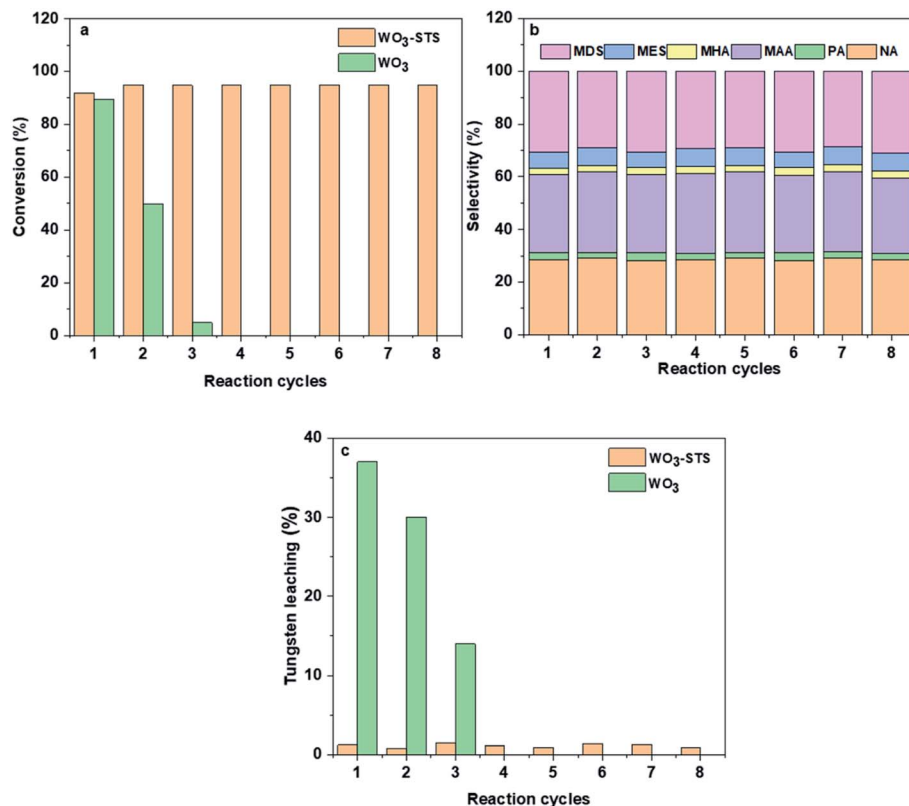 a
WO3-STS
WO3
120
100
80
60
40
20
0
Conversion (%)
1 2 3 4 5 6 7 8
Reaction cycles
b
MDS MES MHA MAA PA NA
120
100
80
60
40
20
0
Selectivity (%)
1 2 3 4 5 6 7 8
Reaction cycles
c
WO3-STS
WO3
40
30
20
10
0
Tungsten leaching (%)
1 2 3 4 5 6 7 8
Reaction cycles